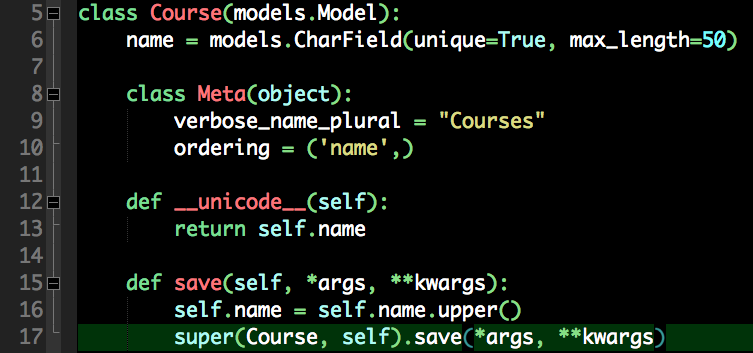 5 class Course(models.Model):
6     name = models.CharField(unique=True, max_length=50)
7
8     class Meta(object):
9         verbose_name_plural = "Courses"
10         ordering = ('name',)
11
12     def __unicode__(self):
13         return self.name
14
15     def save(self, *args, **kwargs):
16         self.name = self.name.upper()
17         super(Course, self).save(*args, **kwargs)